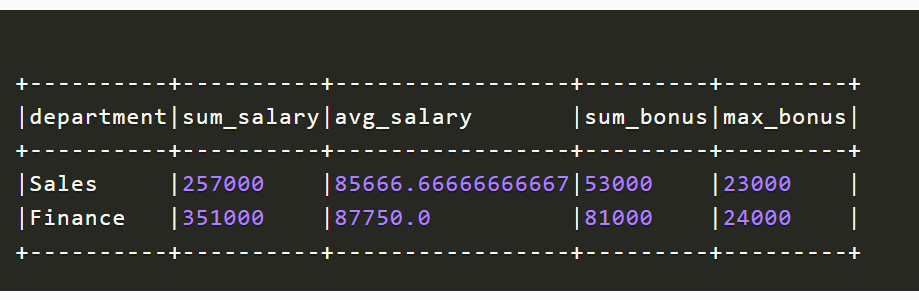 +----------+----------+-----------------+---------+---------+
|department|sum_salary|avg_salary       |sum_bonus|max_bonus|
+----------+----------+-----------------+---------+---------+
|Sales     |257000    |85666.66666666667|53000    |23000    |
|Finance   |351000    |87750.0          |81000    |24000    |
+----------+----------+-----------------+---------+---------+